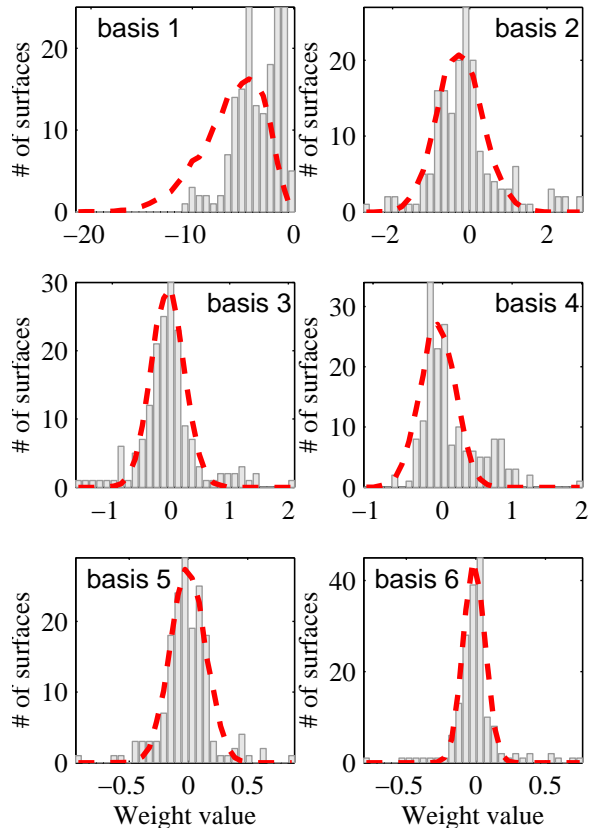 basis 1
# of surfaces
20
10
0
−20
−10
0
basis 2
# of surfaces
20
10
0
−2
0
2
basis 3
# of surfaces
30
20
10
0
−1
0
1
2
basis 4
# of surfaces
30
20
10
0
−1
0
1
2
basis 5
# of surfaces
20
10
0
−0.5
0
0.5
Weight value
basis 6
# of surfaces
40
20
0
−0.5
0
0.5
Weight value